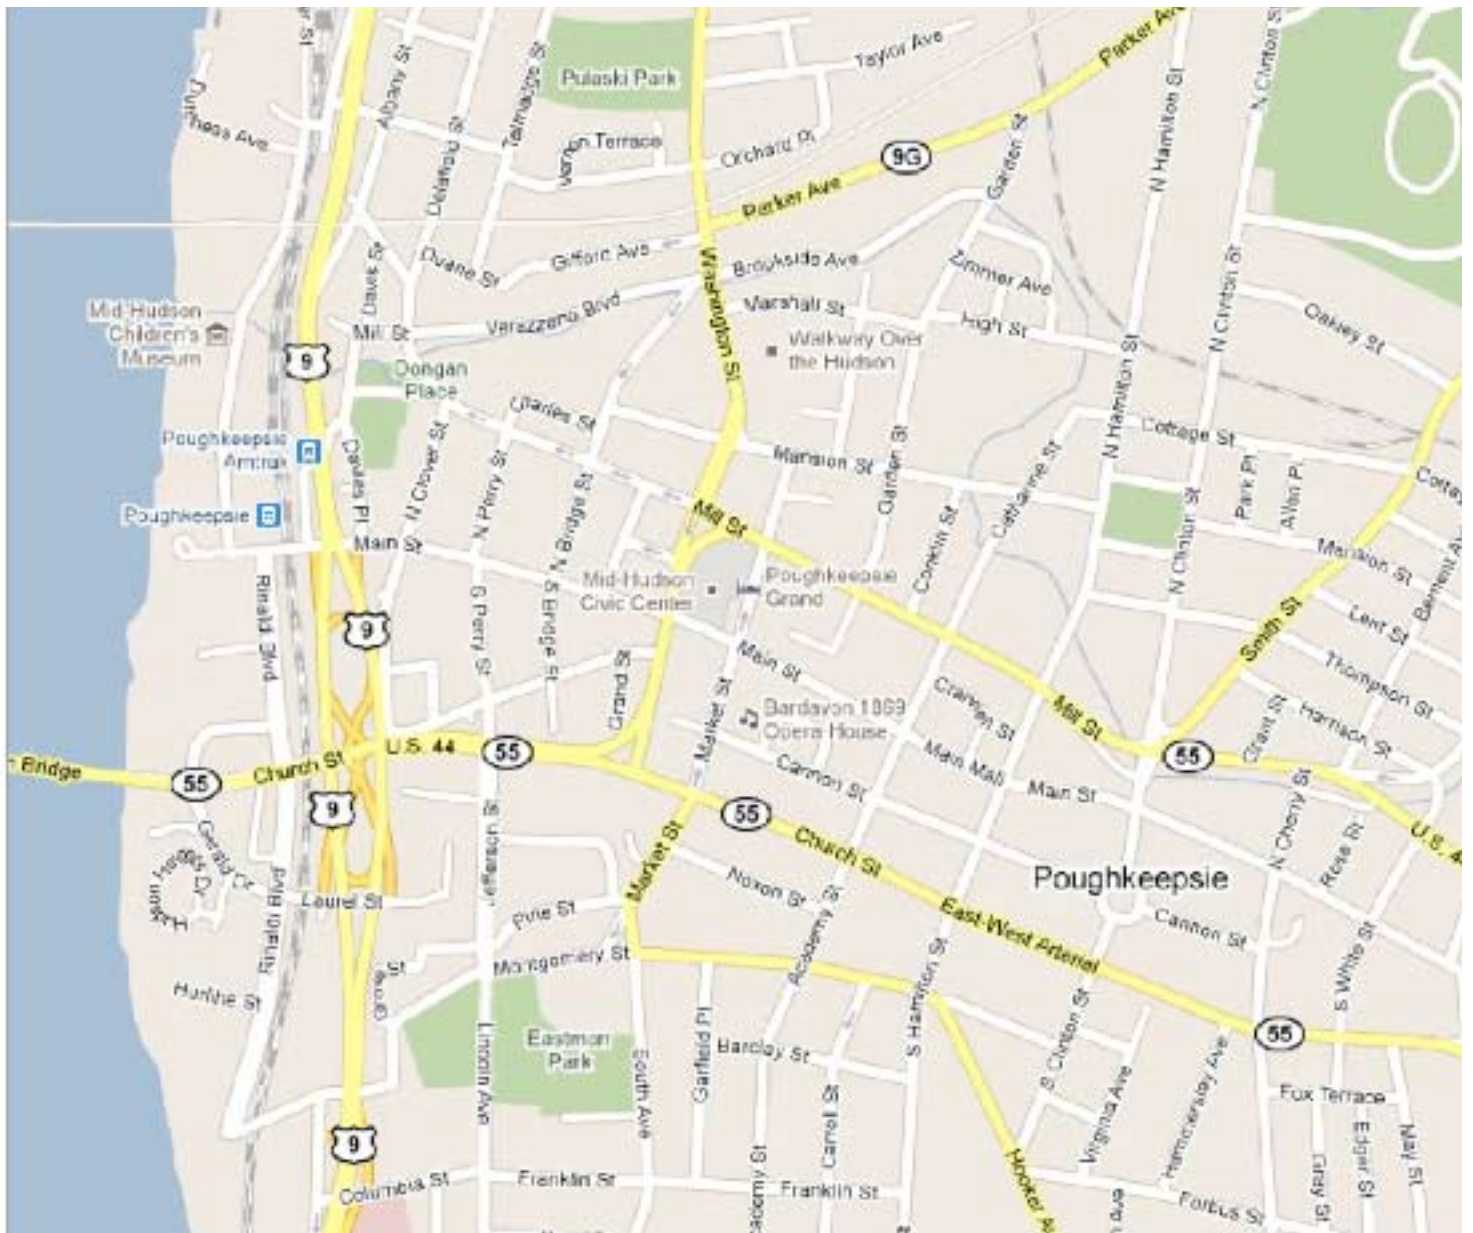 Parker Ave
Taylor Ave
N Clinton St
Albany St
Talmadge St
Pulaski Park
Dutchess Ave
Delafield St
Terrace
Orchard Pl
9G
Garden St
N Hamilton St
Parker Ave
Gifford Ave
Duane St
Davies St
Washington St
Brookside Ave
Zimmer Ave
N Clinton St
Mid-Hudson
Children's
Museum
Mill St
Verazzano Blvd
Marshall St
High St
Oakley St
Walkway Over
the Hudson
9
Dongan
Place
Charles St
N Hamilton St
Cottage St
Poughkeepsie
Amtrak
Davies Pl
N Clover St
N Perry St
Mansion St
Garden St
Catharine St
Park Pl
Allen Pl
Poughkeepsie
Main St
N Bridge St
Mill St
Conklin St
N Clinton St
Mansion St
Mid-Hudson
Civic Center
Poughkeepsie
Grand
Rinaldi Blvd
9
S Perry St
S Bridge St
Smith St
Lent St
Thompson St
Main St
Grand St
Market St
Crannell St
Mill St
Grant St
Harrison St
Bardavon 1869
Opera House
Bridge
55
Church St
U.S. 44
55
Cannon St
Main Mall
Main St
55
U.S. 44
9
55
Church St
Market St
Gerald Dr
Hudson Heights Dr
Jefferson St
Noxon St
Poughkeepsie
N Cherry St
Rose St
Laurel St
Pine St
Academy St
East-West Arterial
Cannon St
Rinaldi Blvd
Montgomery St
S Hamilton St
S White St
Eastman
Park
Lincoln Ave
South Ave
Garfield Pl
Barclay St
S Clinton St
55
Virginia Ave
Hammersley Ave
Fox Terrace
9
Carroll St
Hooker Ave
Edgar St
May St
Gray St
Columbia St
Franklin St
Franklin St
Forbus St